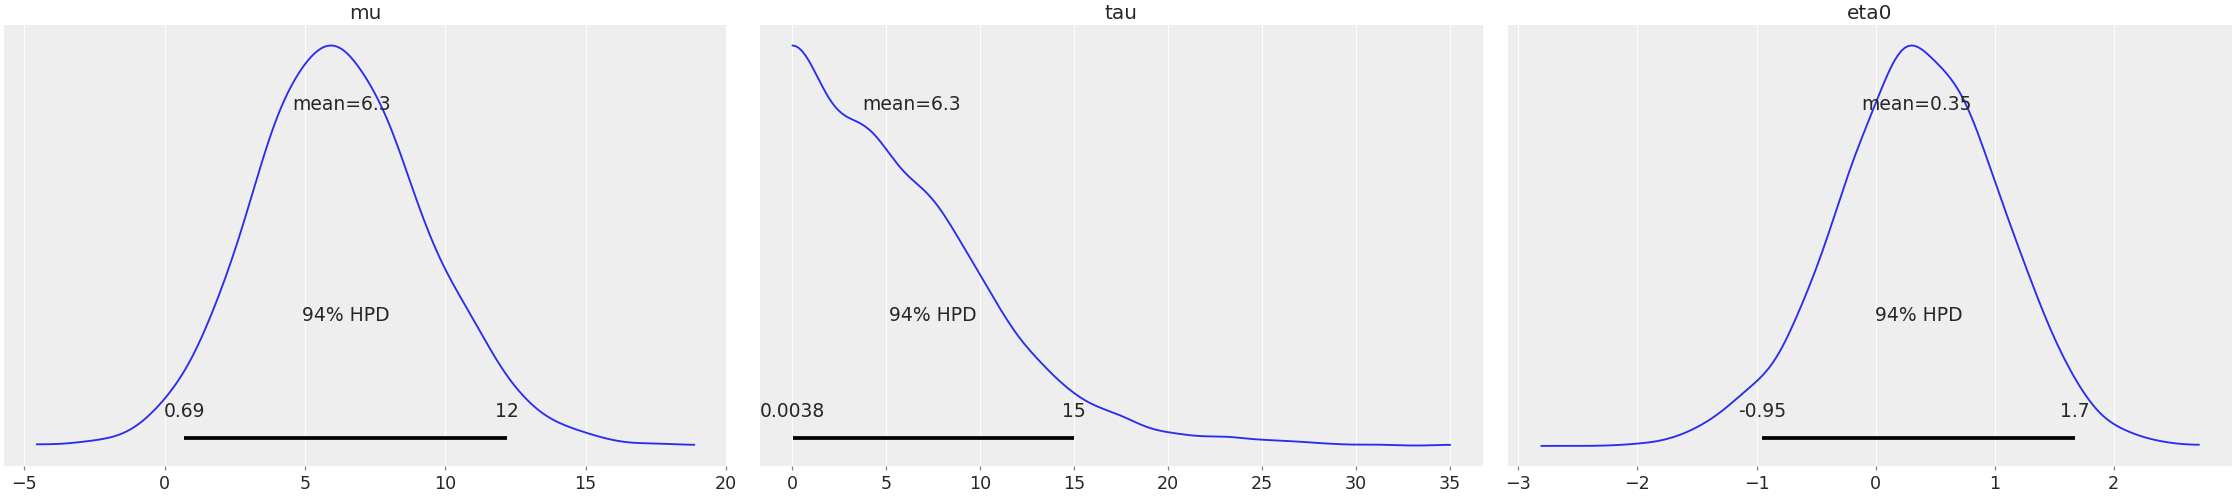 mu
mean=6.3
94% HPD
0.69 12
−5 0 5 10 15 20
tau
mean=6.3
94% HPD
0.0038 15
0 5 10 15 20 25 30 35
eta0
mean=0.35
94% HPD
-0.95 1.7
−3 −2 −1 0 1 2